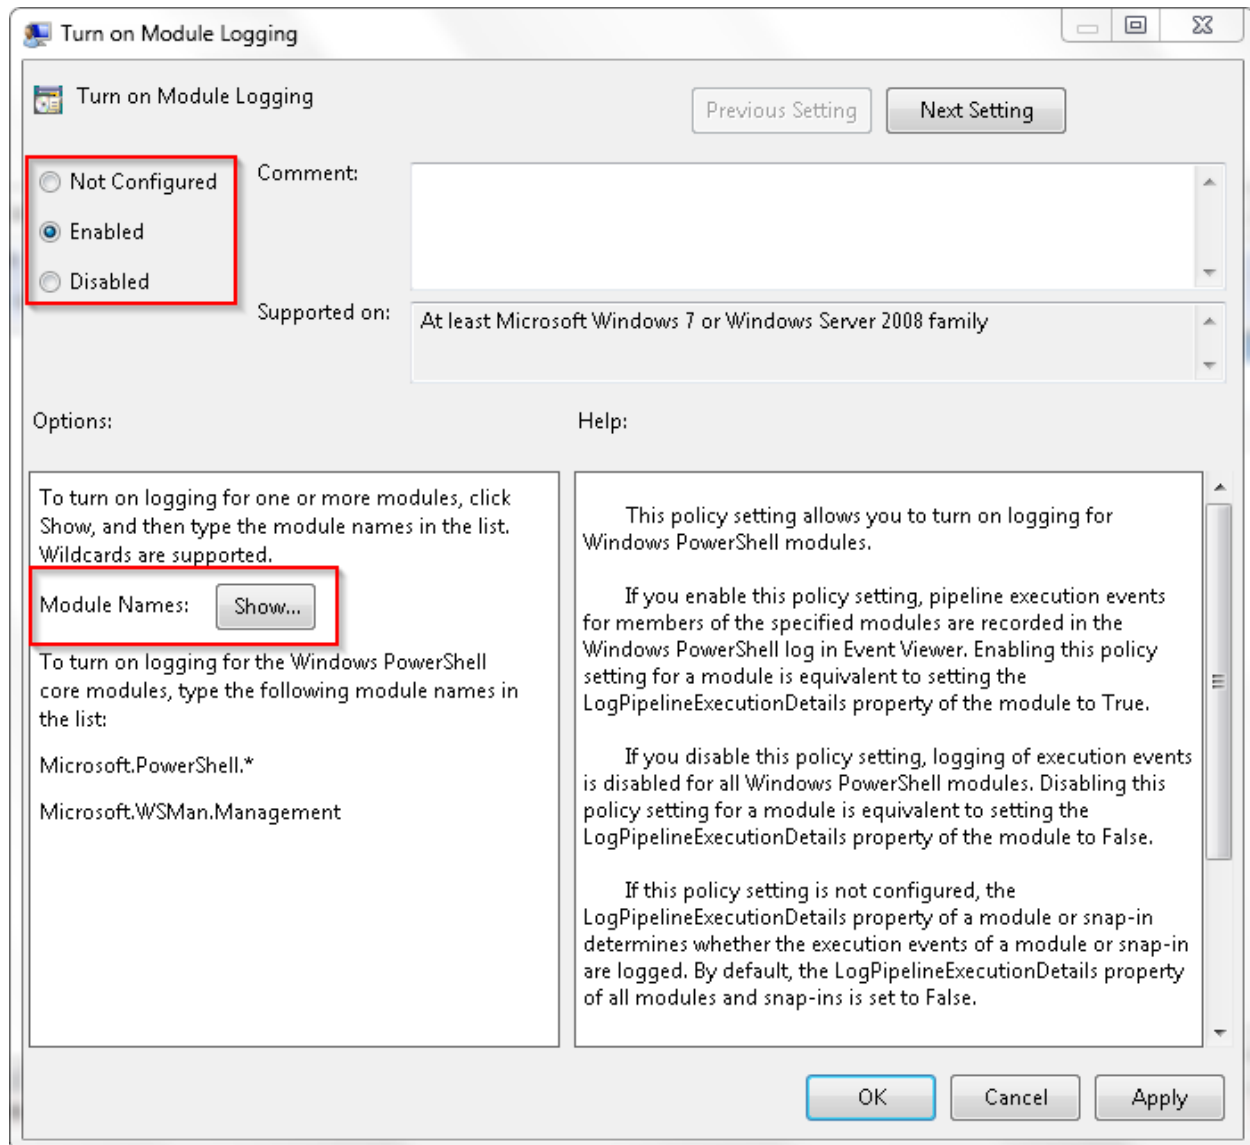 Turn on Module Logging
Turn on Module Logging
Previous Setting
Next Setting
Not Configured
Enabled
Disabled
Comment:
Supported on:
At least Microsoft Windows 7 or Windows Server 2008 family
Options:
Help:
To turn on logging for one or more modules, click
Show, and then type the module names in the list.
Wildcards are supported.
Module Names:
Show...
To turn on logging for the Windows PowerShell
core modules, type the following module names in
the list:
Microsoft.PowerShell.*
Microsoft.WSMan.Management
This policy setting allows you to turn on logging for
Windows PowerShell modules.
If you enable this policy setting, pipeline execution events
for members of the specified modules are recorded in the
Windows PowerShell log in Event Viewer. Enabling this policy
setting for a module is equivalent to setting the
LogPipelineExecutionDetails property of the module to True.
If you disable this policy setting, logging of execution events
is disabled for all Windows PowerShell modules. Disabling this
policy setting for a module is equivalent to setting the
LogPipelineExecutionDetails property of the module to False.
If this policy setting is not configured, the
LogPipelineExecutionDetails property of a module or snap-in
determines whether the execution events of a module or snap-in
are logged. By default, the LogPipelineExecutionDetails property
of all modules and snap-ins is set to False.
OK
Cancel
Apply